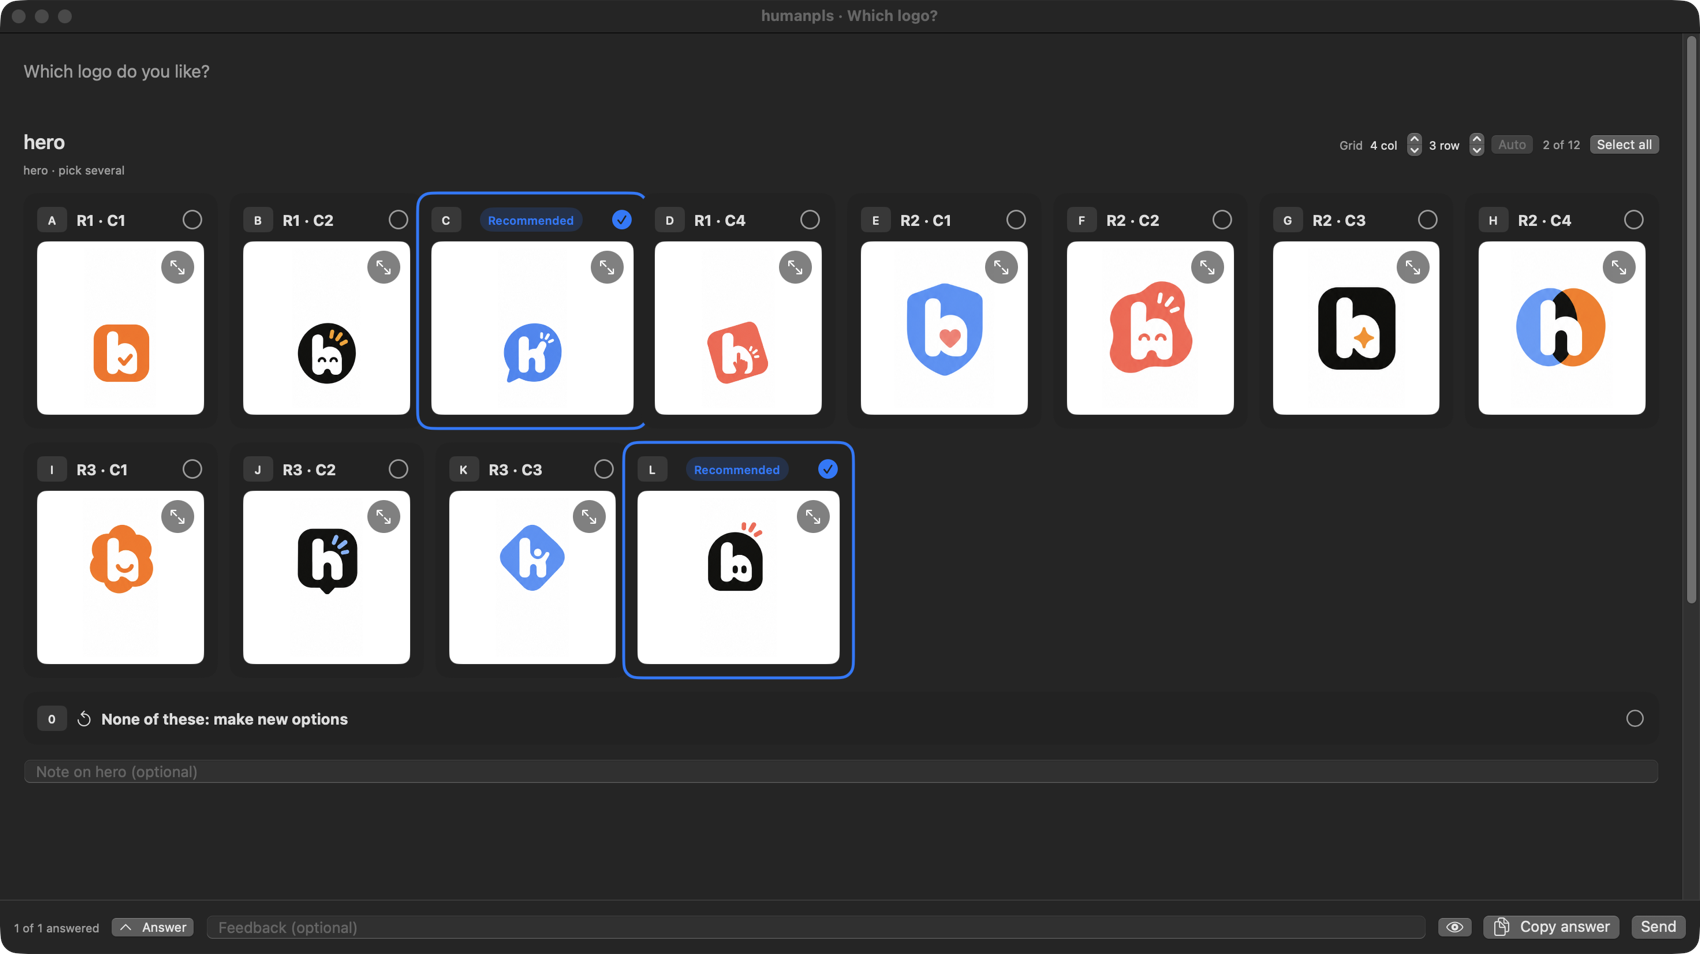 humanpls · Which logo?
Which logo do you like?
hero
Grid 4 col 3 row Auto 2 of 12 Select all
hero · pick several
A R1 · C1
B R1 · C2
C Recommended
D R1 · C4
E R2 · C1
F R2 · C2
G R2 · C3
H R2 · C4
I R3 · C1
J R3 · C2
K R3 · C3
L Recommended
0 None of these: make new options
Note on hero (optional)
1 of 1 answered Answer Feedback (optional) Copy answer Send